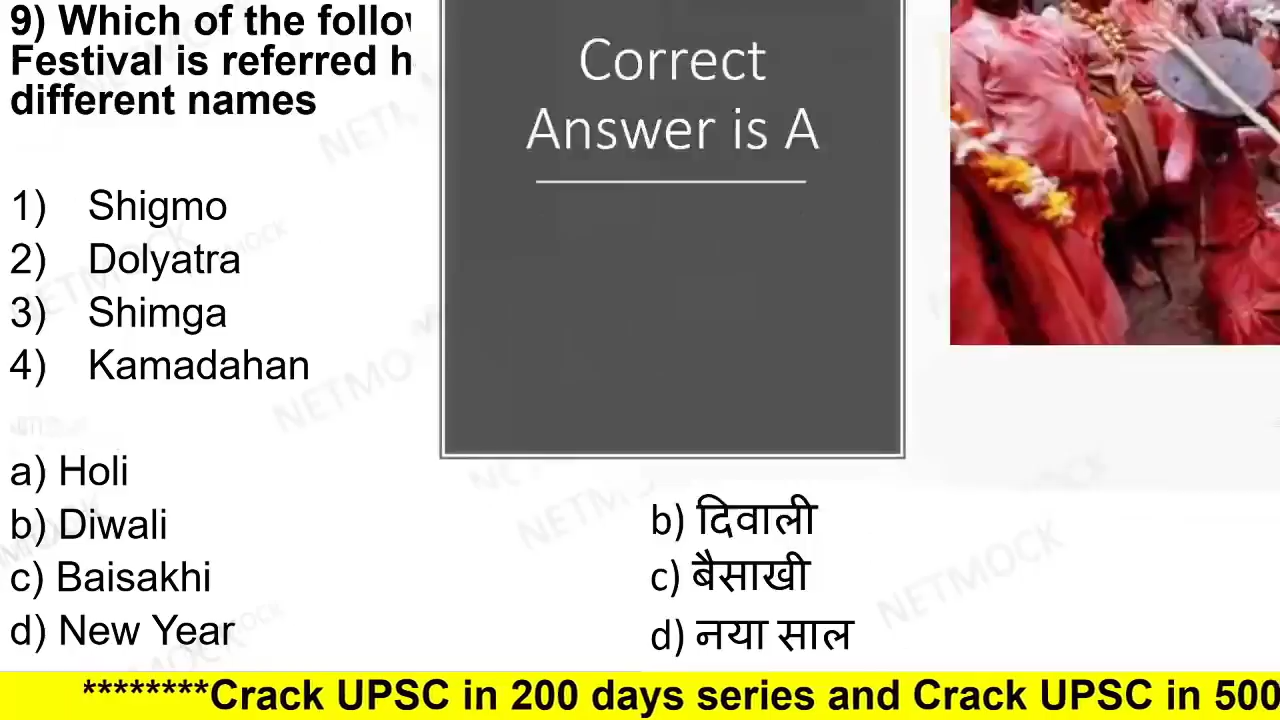 9) Which of the follo
Festival is referred h
different names
1) Shigmo
2) Dolyatra
3) Shimga
4) Kamadahan
a) Holi
b) Diwali
c) Baisakhi
d) New Year
Correct
Answer is A
b) दिवाली
c) बैसाखी
d) नया साल
********Crack UPSC in 200 days series and Crack UPSC in 500
NETMOCK